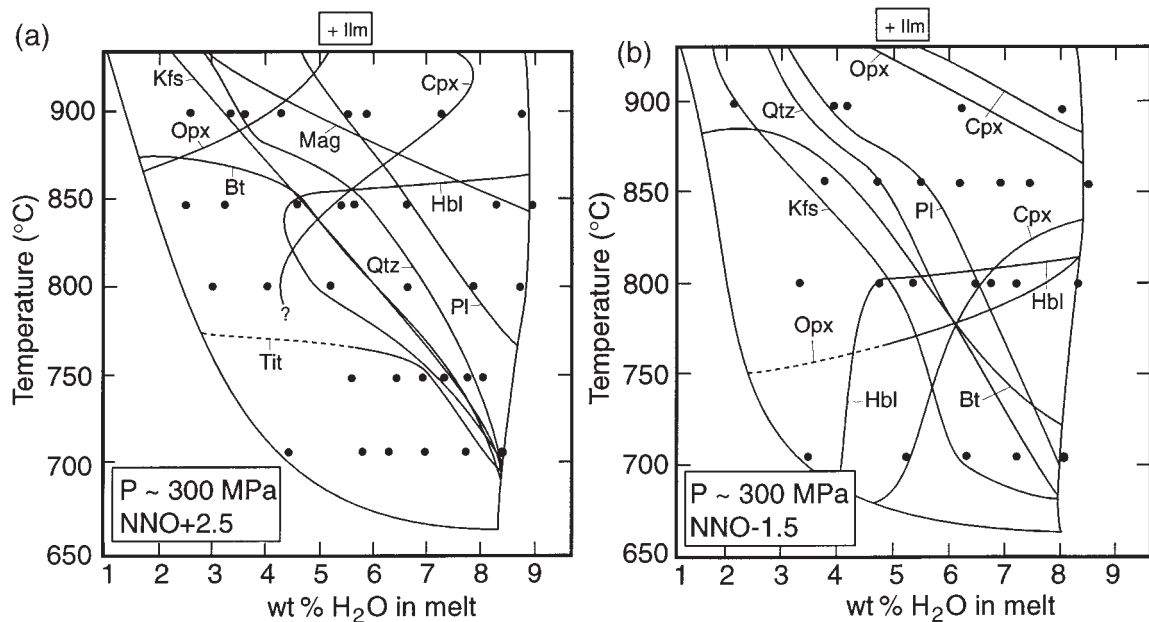 (a)
+ Ilm
Kfs
Cpx
Opx
Mag
Bt
Hbl
Qtz
Pl
?
Tit
900
850
800
750
700
650
Temperature (°C)
P ~ 300 MPa
NNO+2.5
1 2 3 4 5 6 7 8 9
wt % H₂O in melt
(b)
+ Ilm
Opx
Qtz
Cpx
Kfs
Pl
Cpx
Opx
Hbl
Hbl
Bt
900
850
800
750
700
650
Temperature (°C)
P ~ 300 MPa
NNO-1.5
1 2 3 4 5 6 7 8 9
wt % H₂O in melt